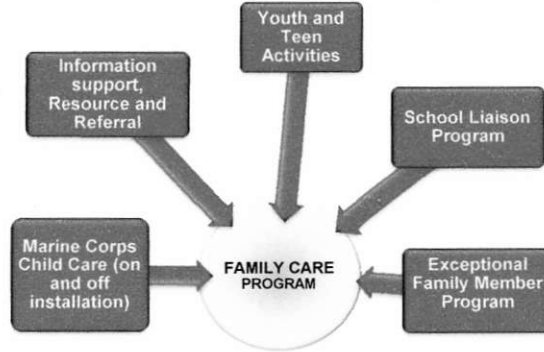 Youth and
Teen
Activities
Information
support,
Resource and
Referral
School Liaison
Program
Marine Corps
Child Care (on
and off
installation)
FAMILY CARE
PROGRAM
Exceptional
Family Member
Program